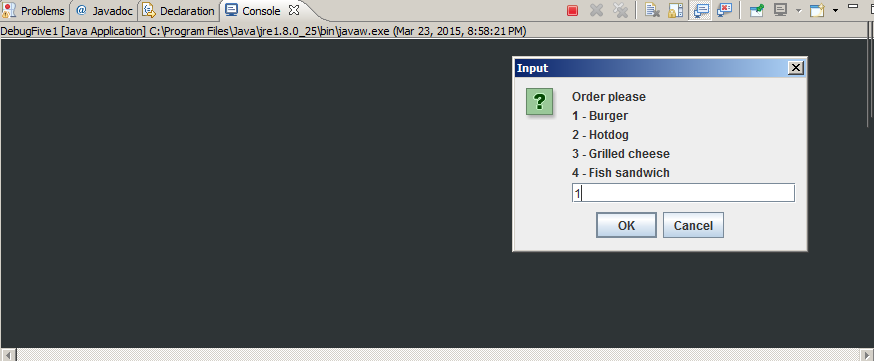 Problems @ Javadoc Declaration Console
DebugFive1 [Java Application] C:\Program Files\Java\jre1.8.0_25\bin\javaw.exe (Mar 23, 2015, 8:58:21 PM)
Input
? Order please
1 - Burger
2 - Hotdog
3 - Grilled cheese
4 - Fish sandwich
1
OK Cancel